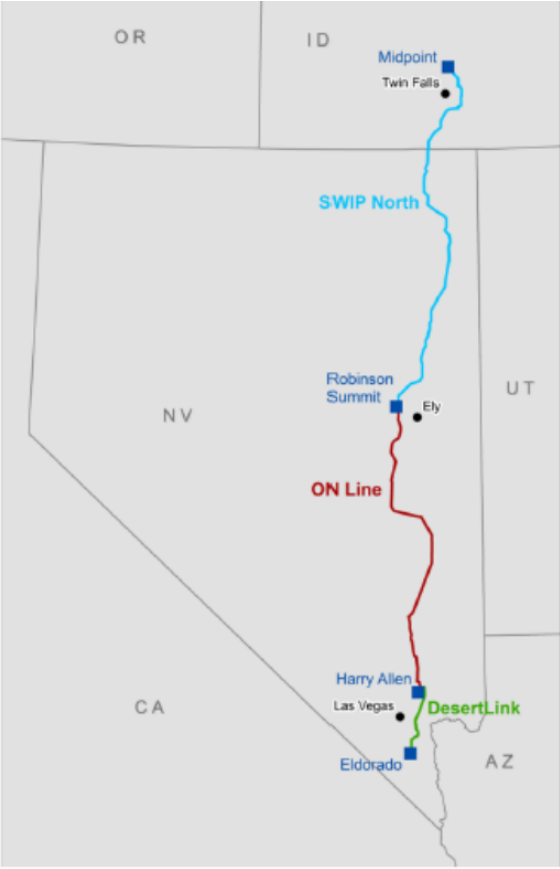 OR
ID
Midpoint
Twin Falls
SWIP North
Robinson
Summit
UT
Ely
NV
ON Line
Harry Allen
Las Vegas
DesertLink
CA
Eldorado
AZ